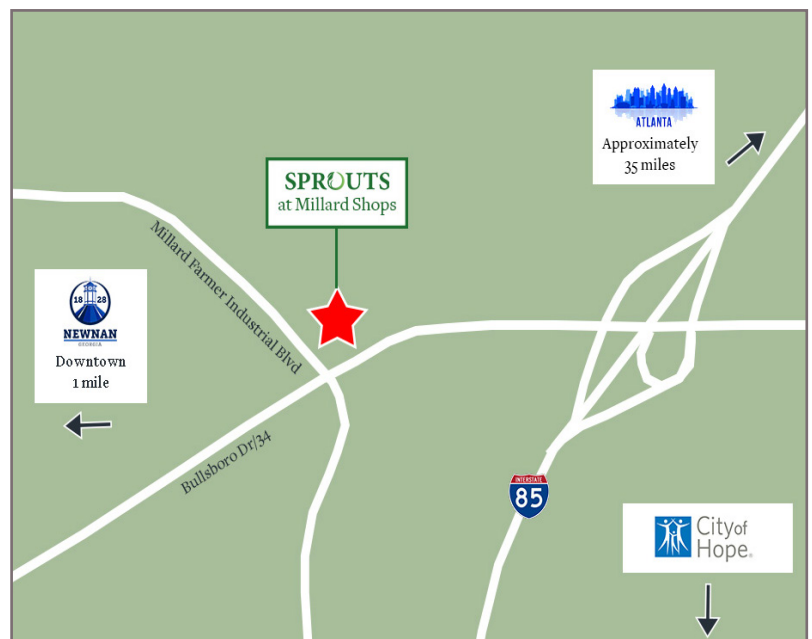 ATLANTA
Approximately
35 miles
SPROUTS
at Millard Shops
Millard Farmer Industrial Blvd
18 28
NEWNAN
GEORGIA
Downtown
1 mile
Bullsboro Dr/34
INTERSTATE
85
City of
Hope®